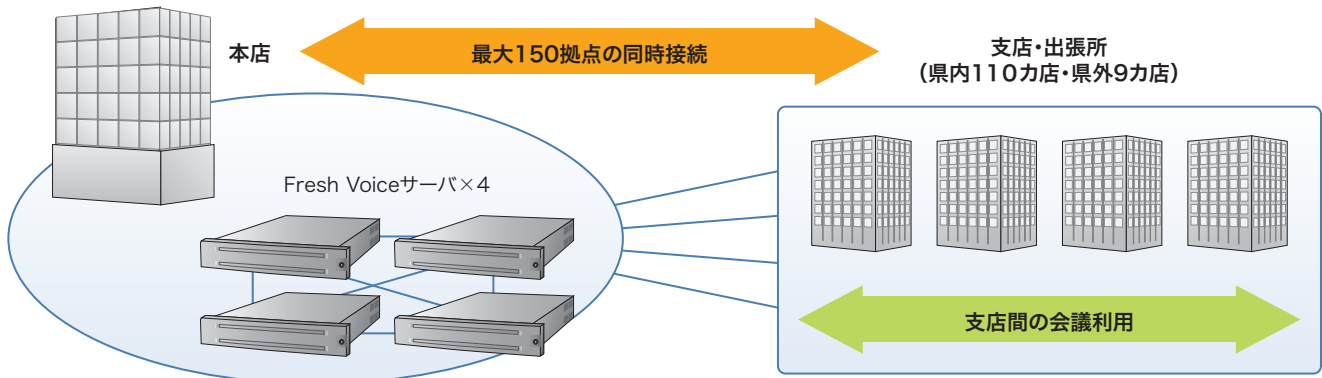 本店
最大150拠点の同時接続
支店・出張所
（県内110カ店・県外9カ店）
Fresh Voiceサーバ×4
支店間の会議利用